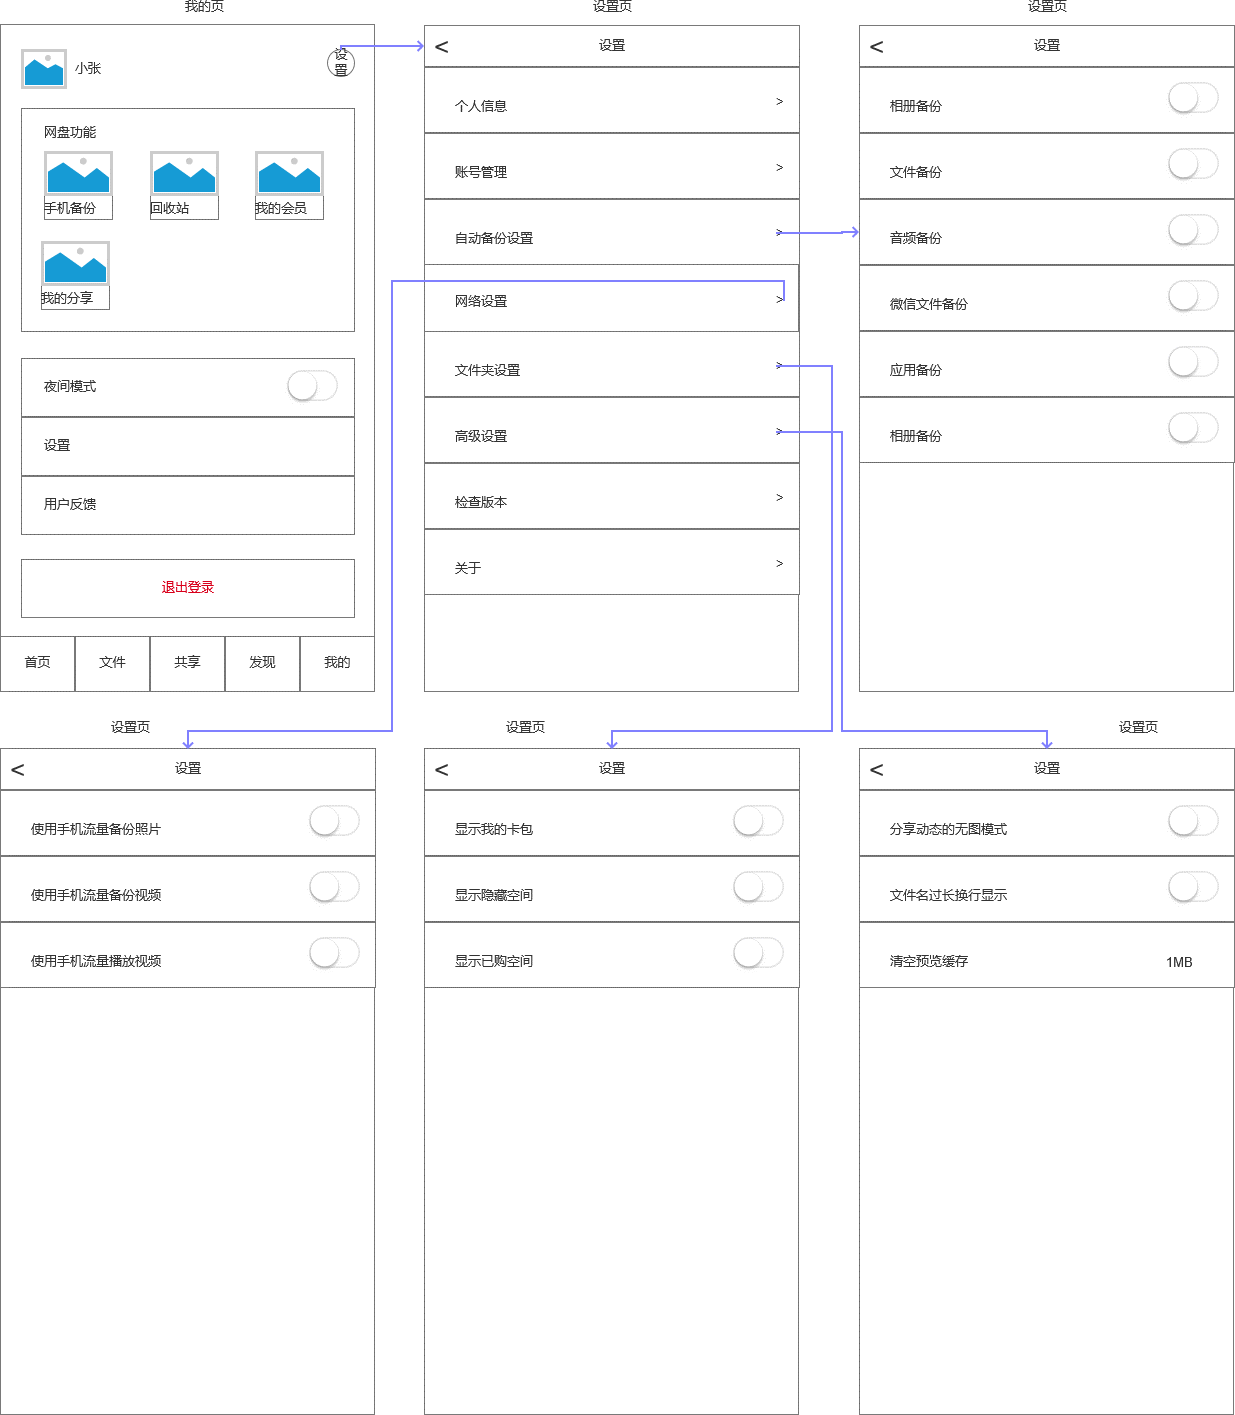 我的页
小张
设
置
网盘功能
手机备份
回收站
我的会员
我的分享
夜间模式
设置
用户反馈
退出登录
首页
文件
共享
发现
我的
设置页
<
设置
个人信息
>
账号管理
>
自动备份设置
>
网络设置
>
文件夹设置
>
高级设置
>
检查版本
>
关于
>
设置页
<
设置
相册备份
文件备份
音频备份
微信文件备份
应用备份
相册备份
设置页
<
设置
使用手机流量备份照片
使用手机流量备份视频
使用手机流量播放视频
设置页
<
设置
显示我的卡包
显示隐藏空间
显示已购空间
设置页
<
设置
分享动态的无图模式
文件名过长换行显示
清空预览缓存
1MB